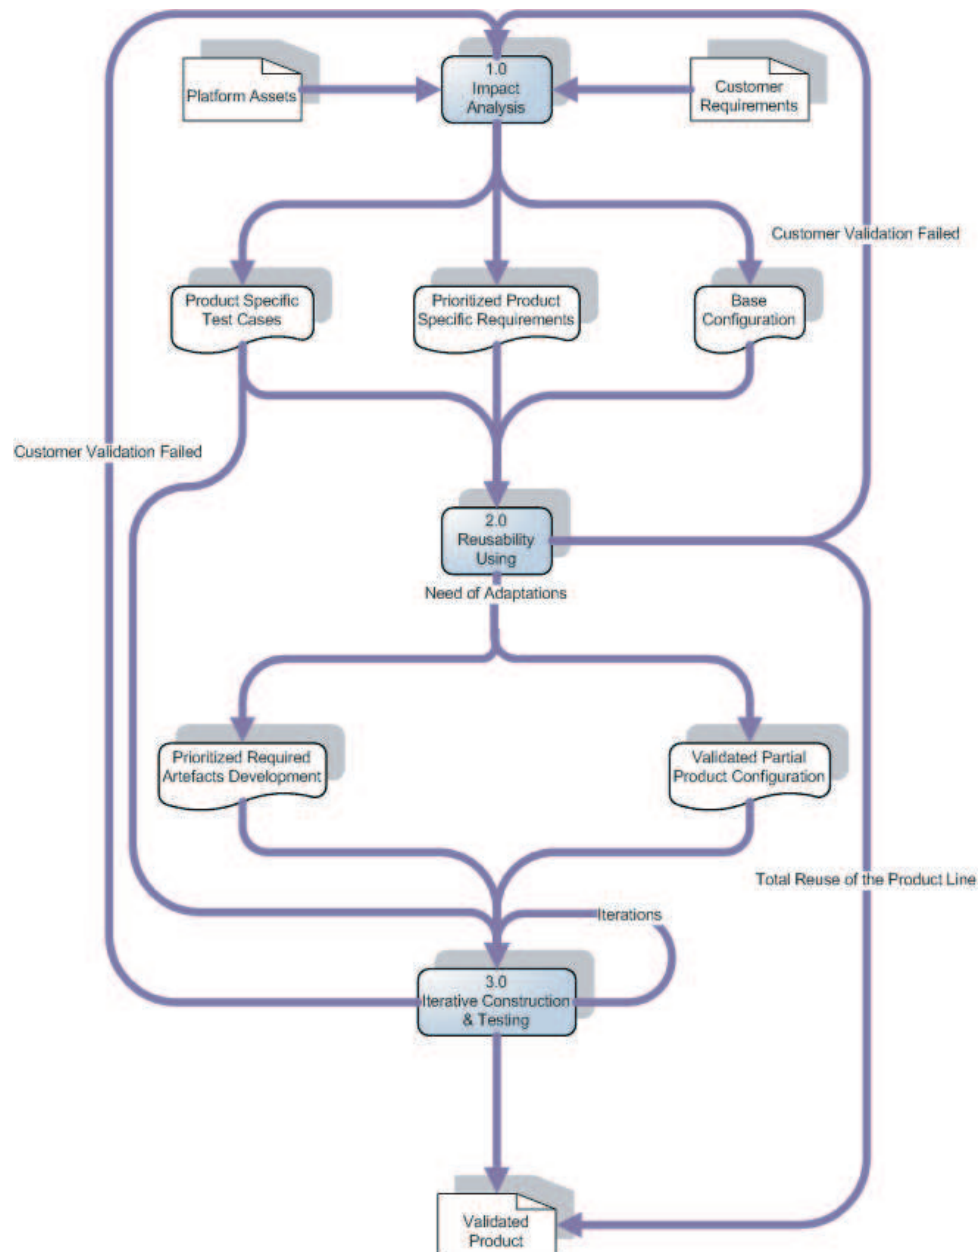 Platform Assets
1.0
Impact
Analysis
Customer
Requirements
Customer Validation Failed
Product Specific
Test Cases
Prioritized Product
Specific Requirements
Base
Configuration
Customer Validation Failed
2.0
Reusability
Using
Need of Adaptations
Prioritized Required
Artefacts Development
Validated Partial
Product Configuration
Total Reuse of the Product Line
Iterations
3.0
Iterative Construction
& Testing
Validated
Product